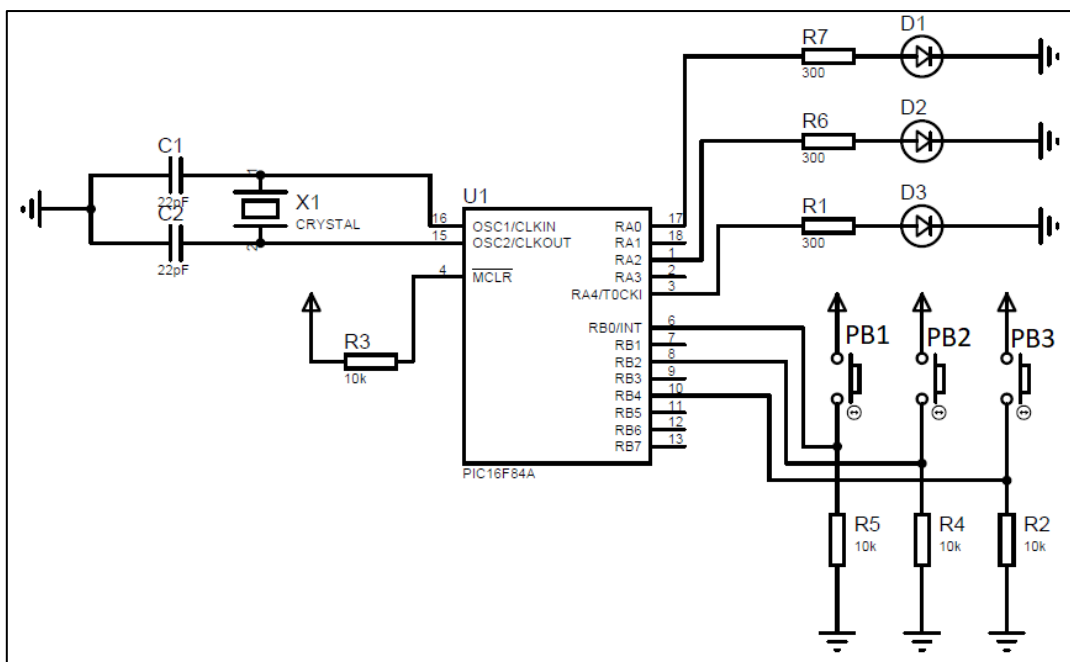 R7
300
D1
R6
300
D2
R1
300
D3
C1
22pF
C2
22pF
1
2
X1
CRYSTAL
U1
16
OSC1/CLKIN
15
OSC2/CLKOUT
4
MCLR
RA0
17
RA1
18
RA2
1
RA3
2
RA4/T0CKI
3
RB0/INT
6
RB1
7
RB2
8
RB3
9
RB4
10
RB5
11
RB6
12
RB7
13
PIC16F84A
R3
10k
PB1
PB2
PB3
R5
10k
R4
10k
R2
10k